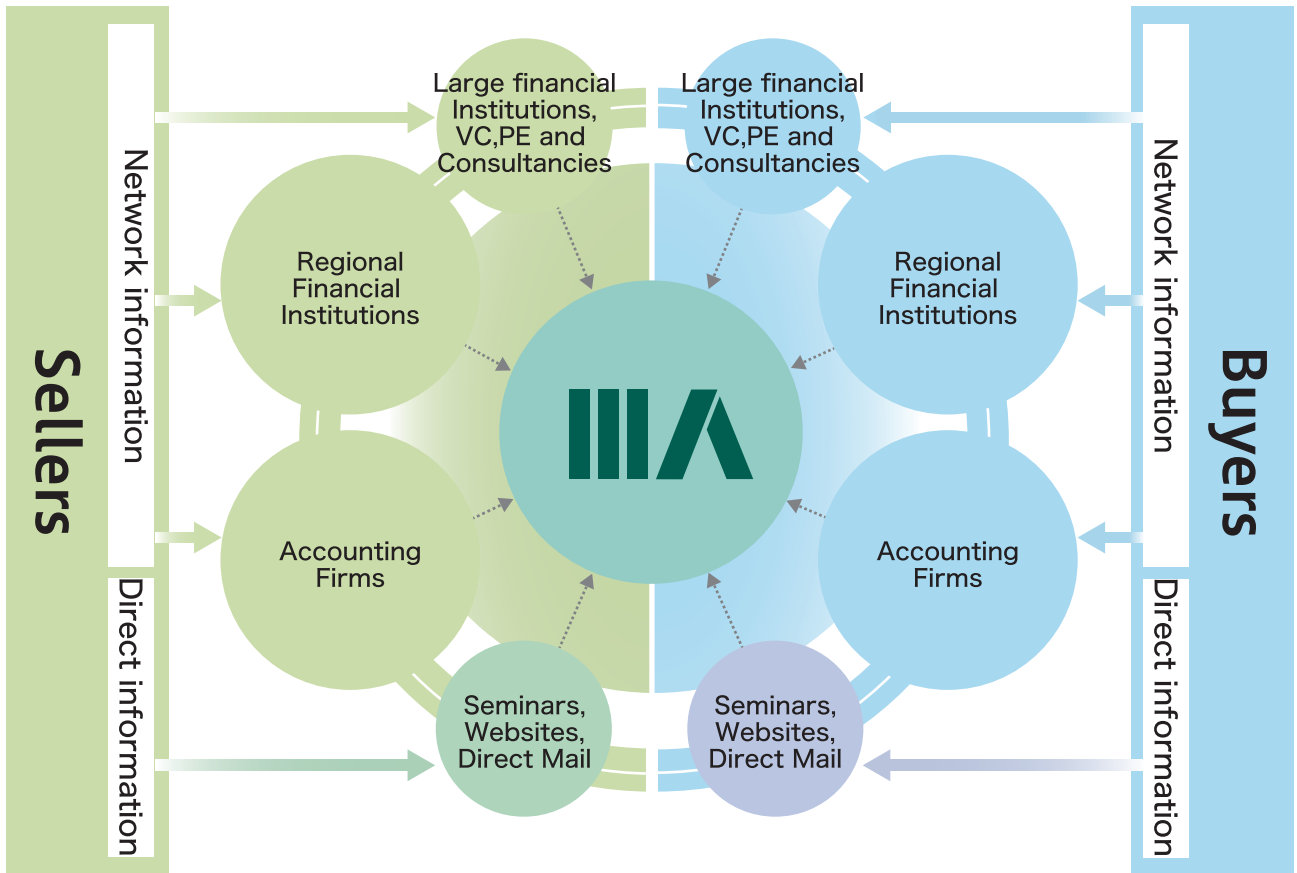 Sellers
Network information
Direct information
Large financial
Institutions,
VC,PE and
Consultancies
Regional
Financial
Institutions
Accounting
Firms
Seminars,
Websites,
Direct Mail
Large financial
Institutions,
VC,PE and
Consultancies
Regional
Financial
Institutions
Accounting
Firms
Seminars,
Websites,
Direct Mail
Network information
Direct information
Buyers